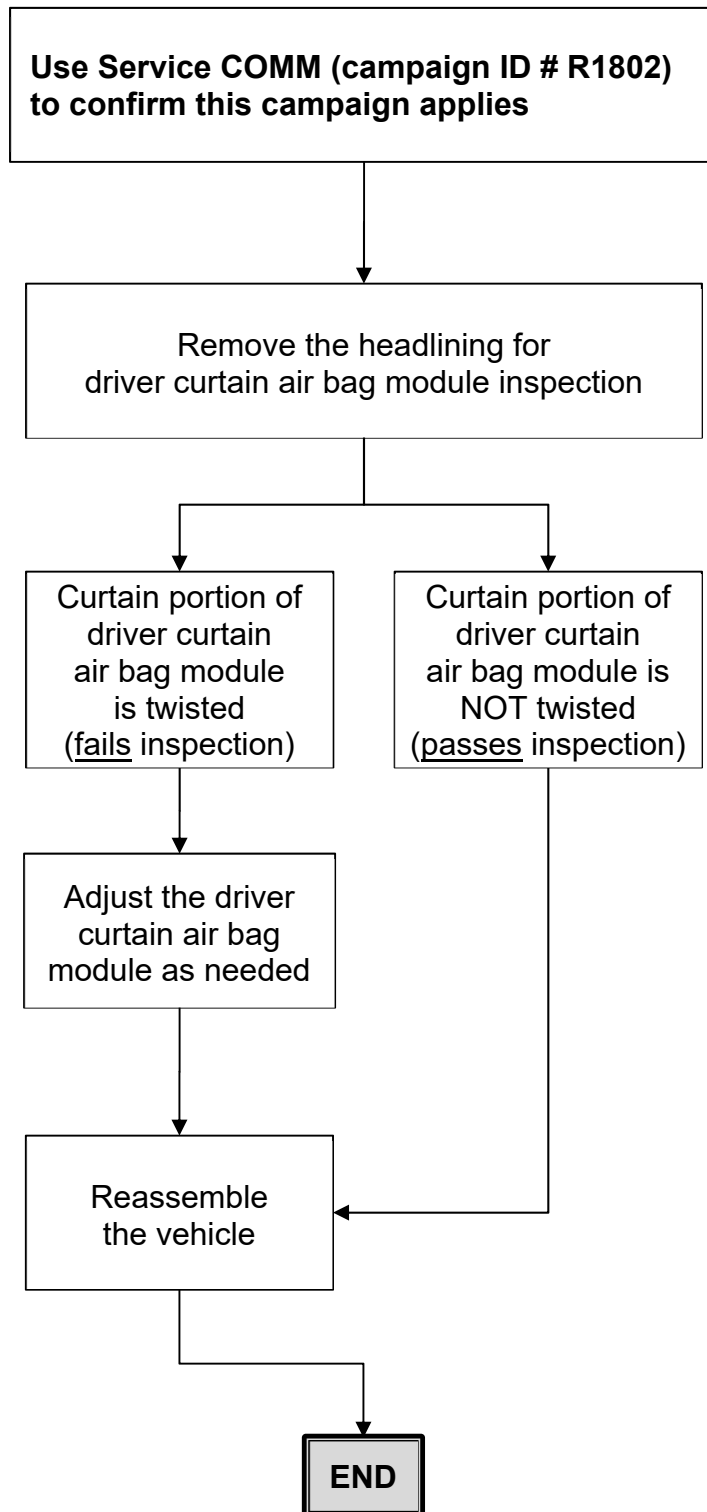 Use Service COMM (campaign ID # R1802)
to confirm this campaign applies
Remove the headlining for
driver curtain air bag module inspection
Curtain portion of
driver curtain
air bag module
is twisted
(fails inspection)
Curtain portion of
driver curtain
air bag module is
NOT twisted
(passes inspection)
Adjust the driver
curtain air bag
module as needed
Reassemble
the vehicle
END